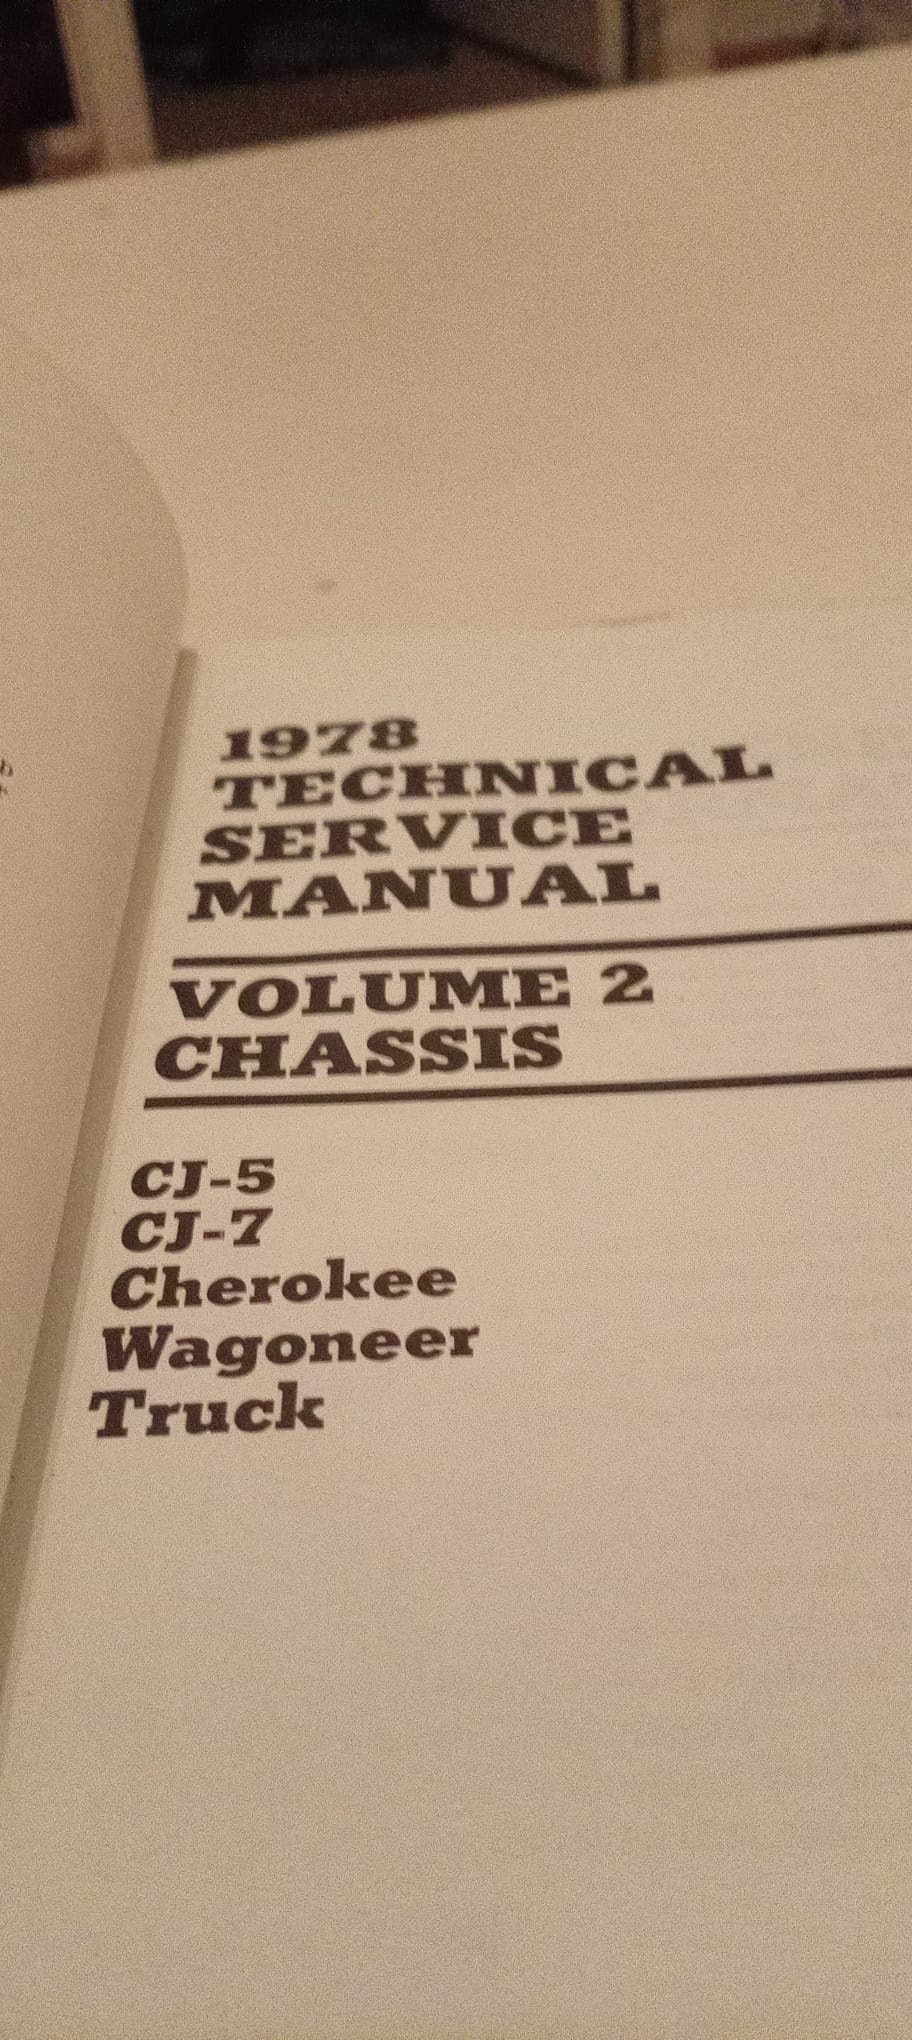 1978
TECHNICAL
SERVICE
MANUAL
VOLUME 2
CHASSIS
CJ-5
CJ-7
Cherokee
Wagoneer
Truck